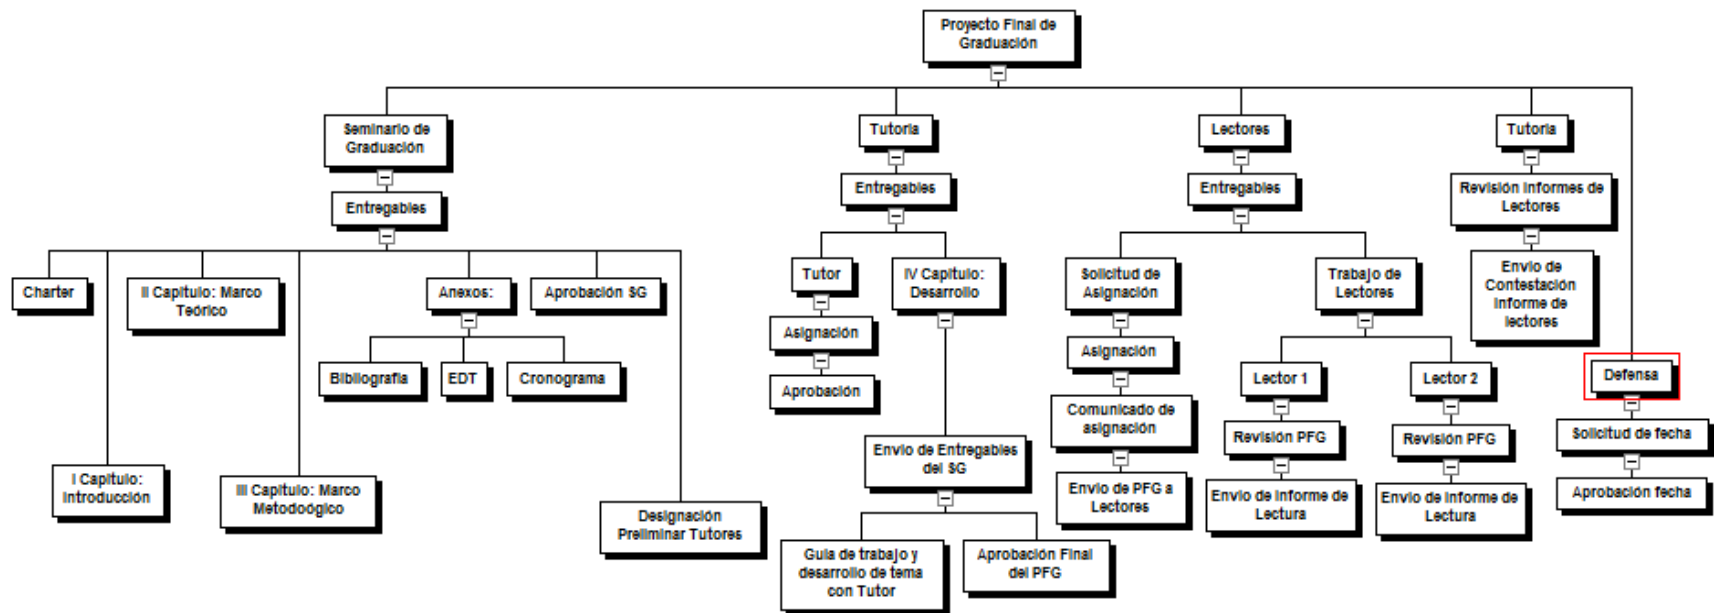 Proyecto Final de
Graduación
Seminario de
Graduación
Tutoria
Lectores
Tutoria
Entregables
Entregables
Entregables
Revisión Informes de
Lectores
Charter
II Capitulo: Marco
Teórico
Anexos:
Aprobación SG
Tutor
IV Capitulo:
Desarrollo
Solicitud de
Asignación
Trabajo de
Lectores
Envio de
Contestación
Informe de
lectores
Asignación
Asignación
Bibliografia
EDT
Cronograma
Aprobación
Lector 1
Lector 2
Defensa
Comunicado de
asignación
Revisión PFG
Revisión PFG
Solicitud de fecha
I Capitulo:
Introducción
III Capitulo: Marco
Metodoógico
Envio de Entregables
del SG
Envio de PFG a
Lectores
Envio de Informe de
Lectura
Envio de Informe de
Lectura
Aprobación fecha
Designación
Preliminar Tutores
Guia de trabajo y
desarrollo de tema
con Tutor
Aprobación Final
del PFG